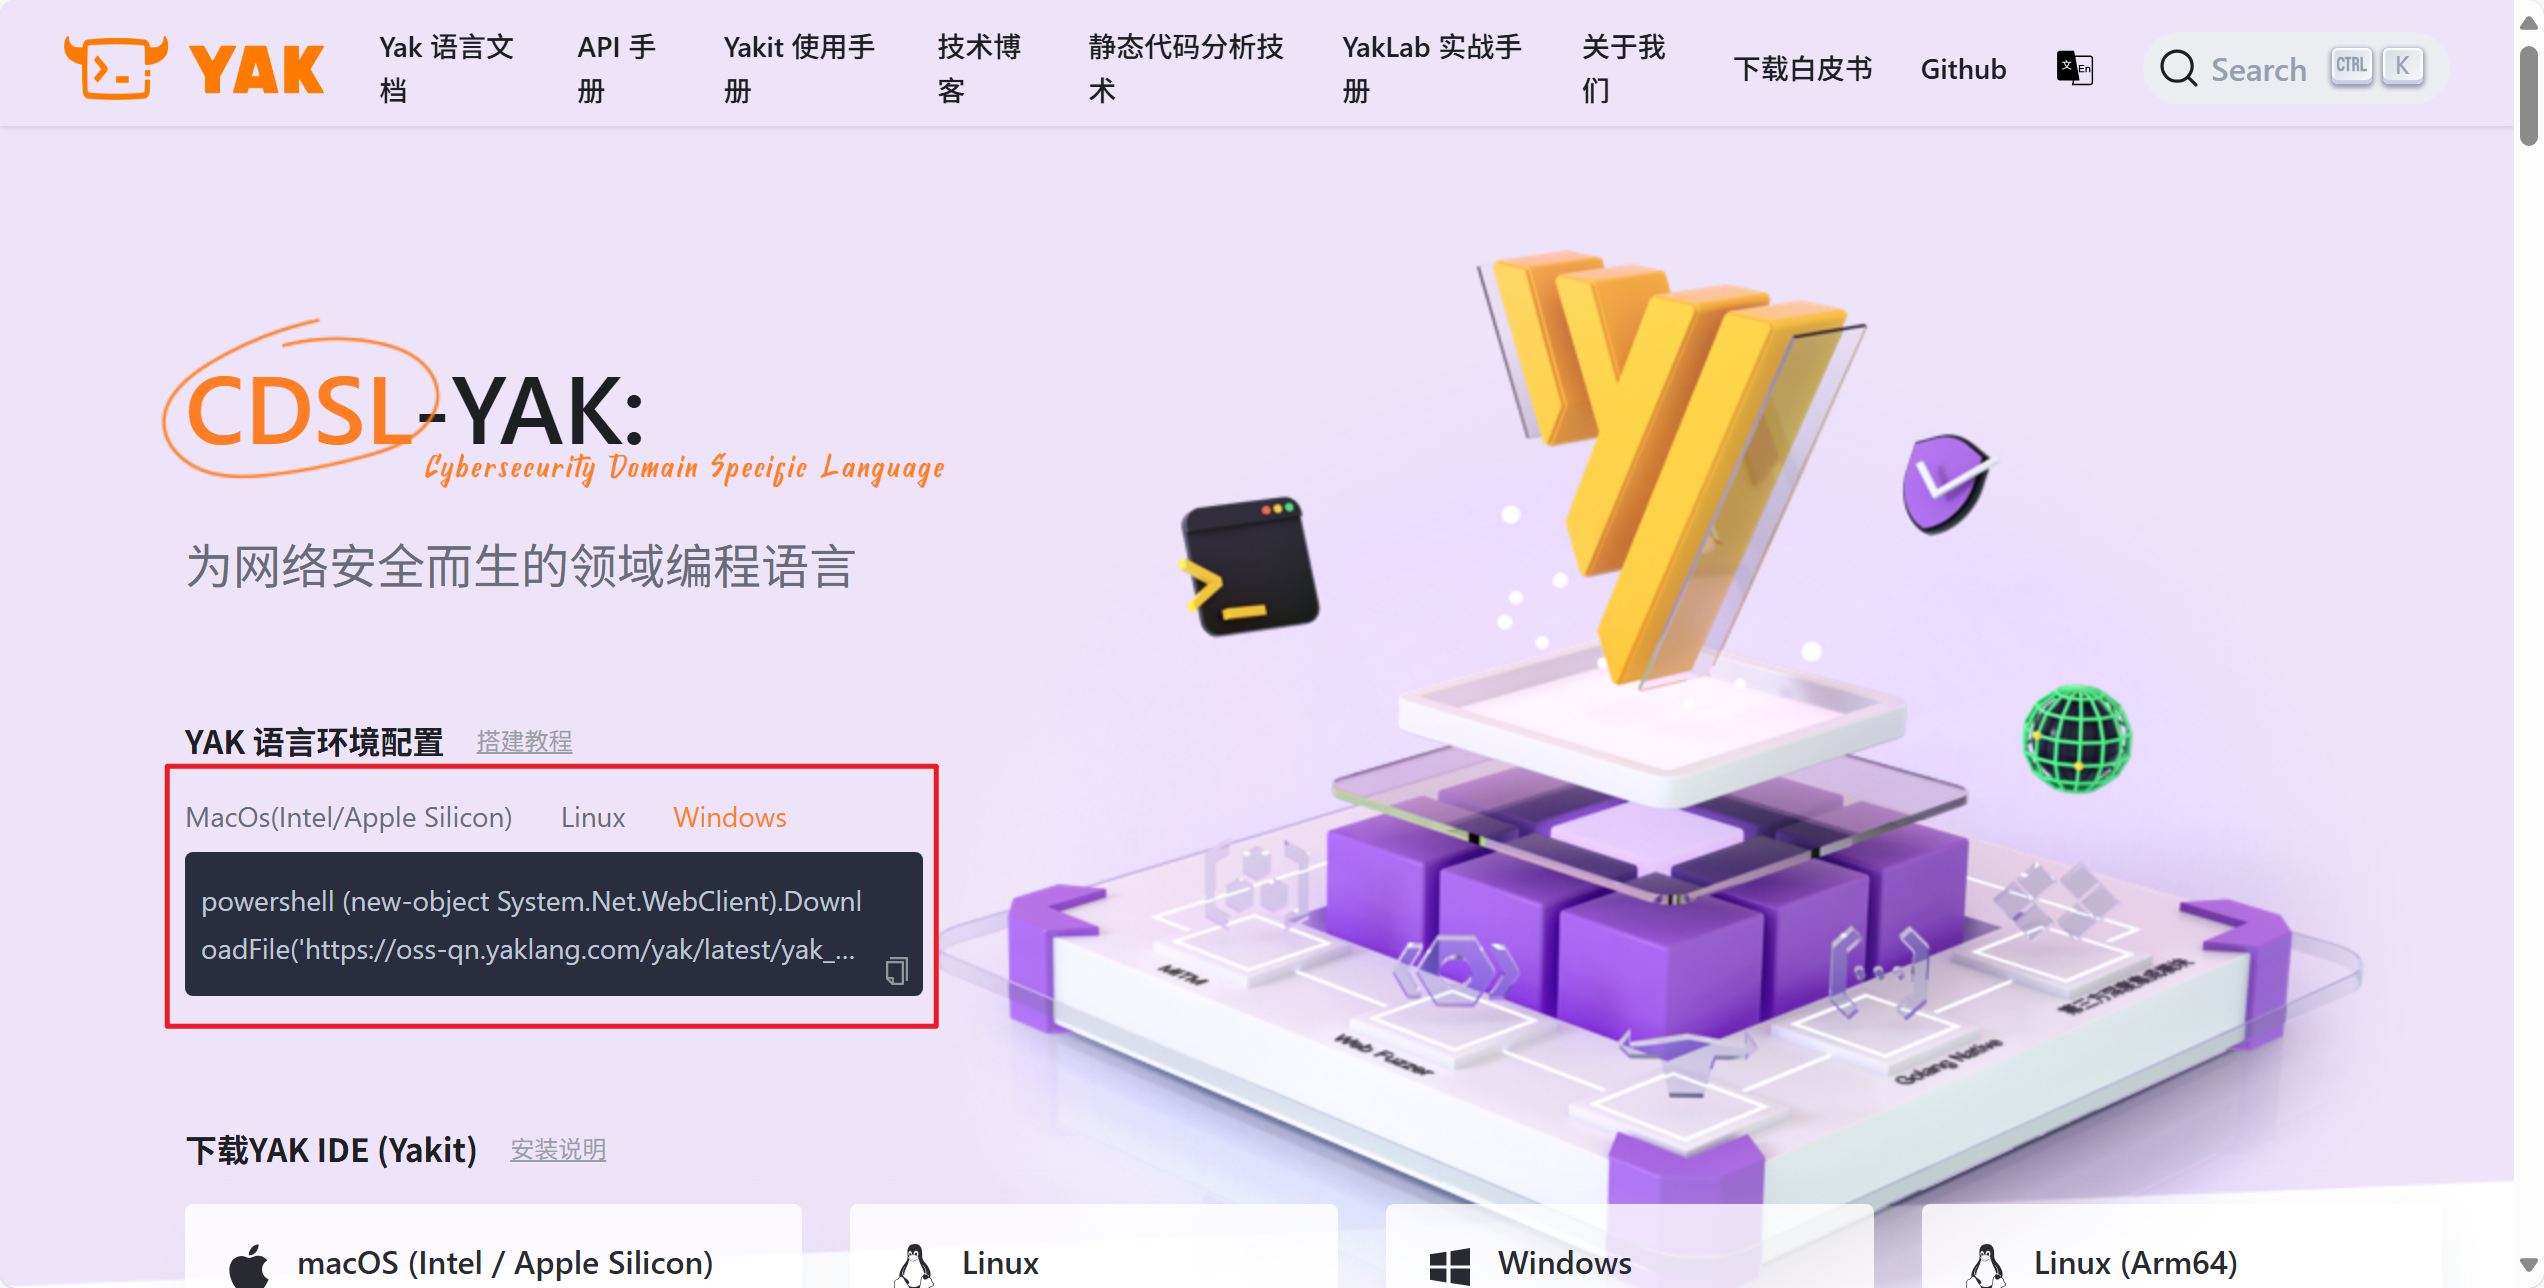 YAK
Yak 语言文
档
API 手
册
Yakit 使用手
册
技术博
客
静态代码分析技
术
YakLab 实战手
册
关于我
们
下载白皮书
Github
文
En
Search
CTRL
K
CDSL-YAK:
Cybersecurity Domain Specific Language
为网络安全而生的领域编程语言
YAK 语言环境配置 搭建教程
MacOs(Intel/Apple Silicon) Linux Windows
powershell (new-object System.Net.WebClient).Downl
oadFile('https://oss-qn.yaklang.com/yak/latest/yak_...
MITM
Web Fuzzer
Golang Native
下载YAK IDE (Yakit) 安装说明
macOS (Intel / Apple Silicon)
Linux
Windows
Linux (Arm64)